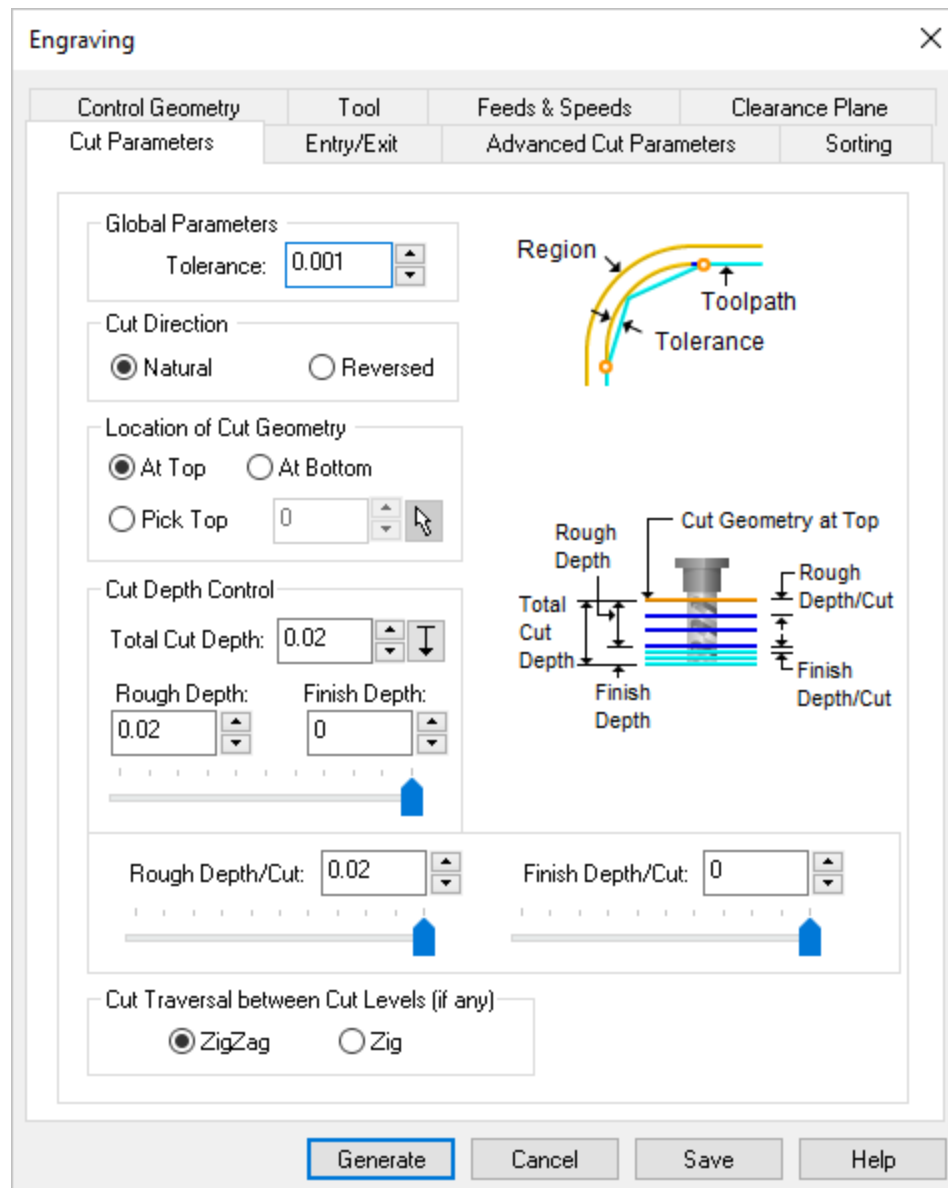 Engraving
Control Geometry Tool Feeds & Speeds Clearance Plane
Cut Parameters Entry/Exit Advanced Cut Parameters Sorting
Global Parameters
Tolerance: 0.001
Region
Toolpath
Tolerance
Cut Direction
Natural Reversed
Location of Cut Geometry
At Top At Bottom
Pick Top 0
Cut Geometry at Top
Rough
Depth
Rough
Depth/Cut
Total
Cut
Depth
Finish
Depth/Cut
Finish
Depth
Cut Depth Control
Total Cut Depth: 0.02
Rough Depth: Finish Depth:
0.02 0
Rough Depth/Cut: 0.02 Finish Depth/Cut: 0
Cut Traversal between Cut Levels (if any)
ZigZag Zig
Generate Cancel Save Help